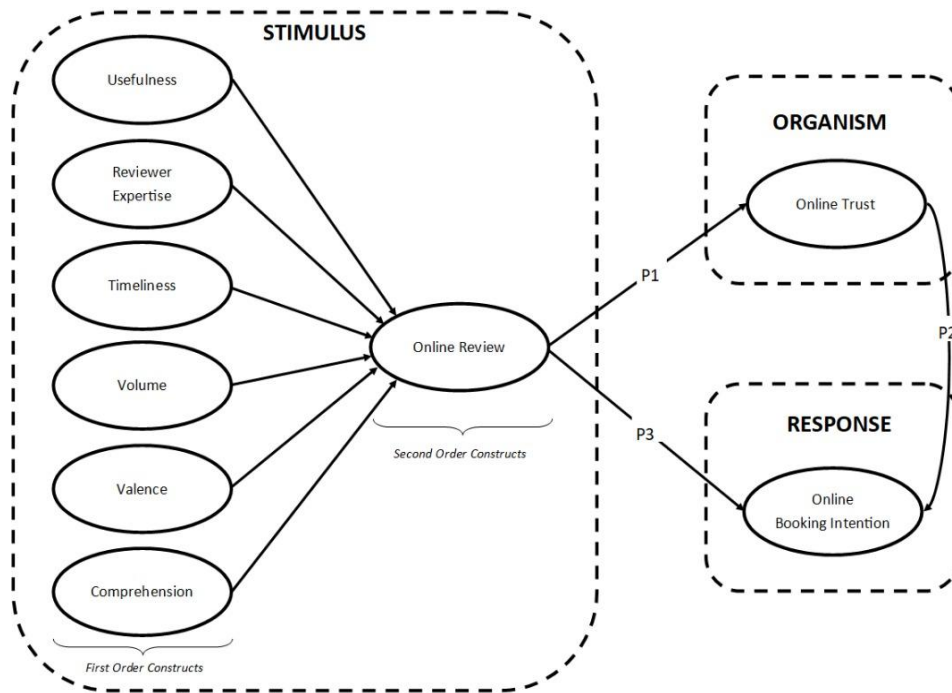 STIMULUS
Usefulness
Reviewer
Expertise
Timeliness
Volume
Valence
Comprehension
First Order Constructs
Online Review
Second Order Constructs
P1
P3
ORGANISM
Online Trust
P2
RESPONSE
Online
Booking Intention